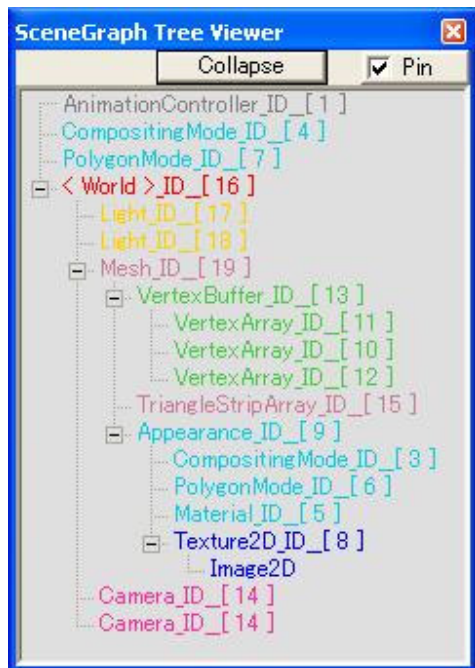 SceneGraph Tree Viewer
Collapse
Pin
AnimationController_ID_[ 1 ]
CompositingMode_ID_[ 4 ]
PolygonMode_ID_[ 7 ]
< World >_ID_[ 16 ]
Light_ID_[ 17 ]
Light_ID_[ 18 ]
Mesh_ID_[ 19 ]
VertexBuffer_ID_[ 13 ]
VertexArray_ID_[ 11 ]
VertexArray_ID_[ 10 ]
VertexArray_ID_[ 12 ]
TriangleStripArray_ID_[ 15 ]
Appearance_ID_[ 9 ]
CompositingMode_ID_[ 3 ]
PolygonMode_ID_[ 6 ]
Material_ID_[ 5 ]
Texture2D_ID_[ 8 ]
Image2D
Camera_ID_[ 14 ]
Camera_ID_[ 14 ]